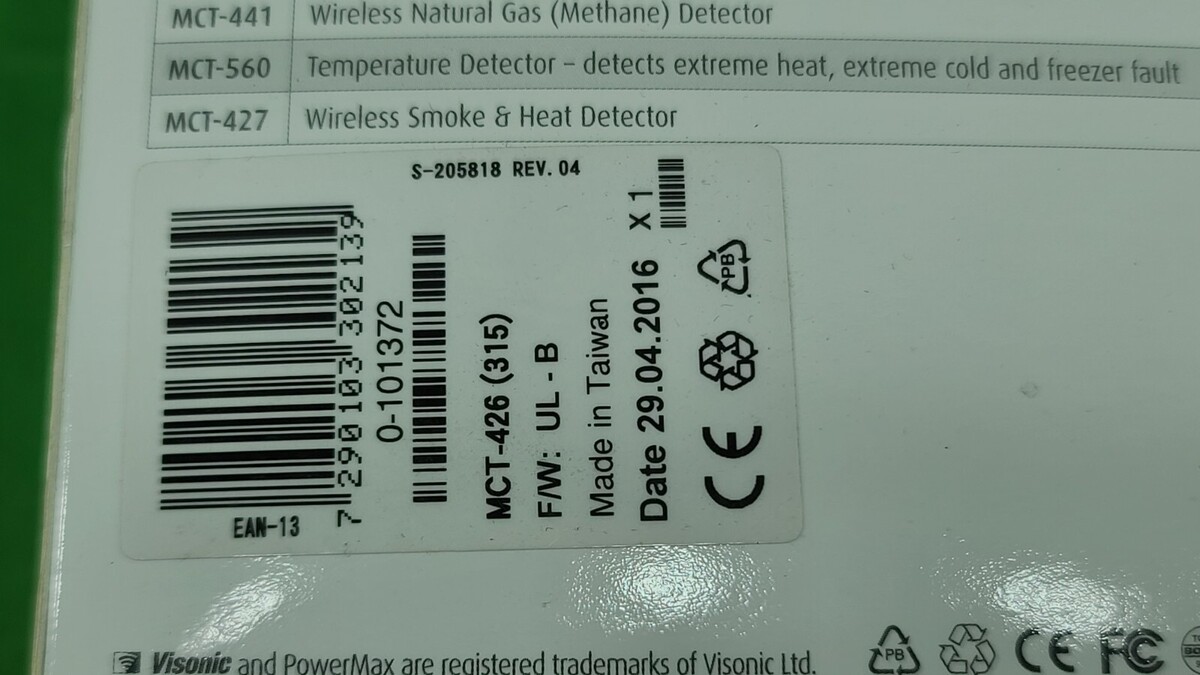 MCT-441 Wireless Natural Gas (Methane) Detector
MCT-560 Temperature Detector – detects extreme heat, extreme cold and freezer fault
MCT-427 Wireless Smoke & Heat Detector
S-205818 REV. 04
EAN-13
7 290103 302139
0-101372
MCT-426 (315)
F/W: UL - B
Made in Taiwan
Date 29.04.2016 X 1
CE
PB
Visonic and PowerMax are registered trademarks of Visonic Ltd.
PB
CE FC